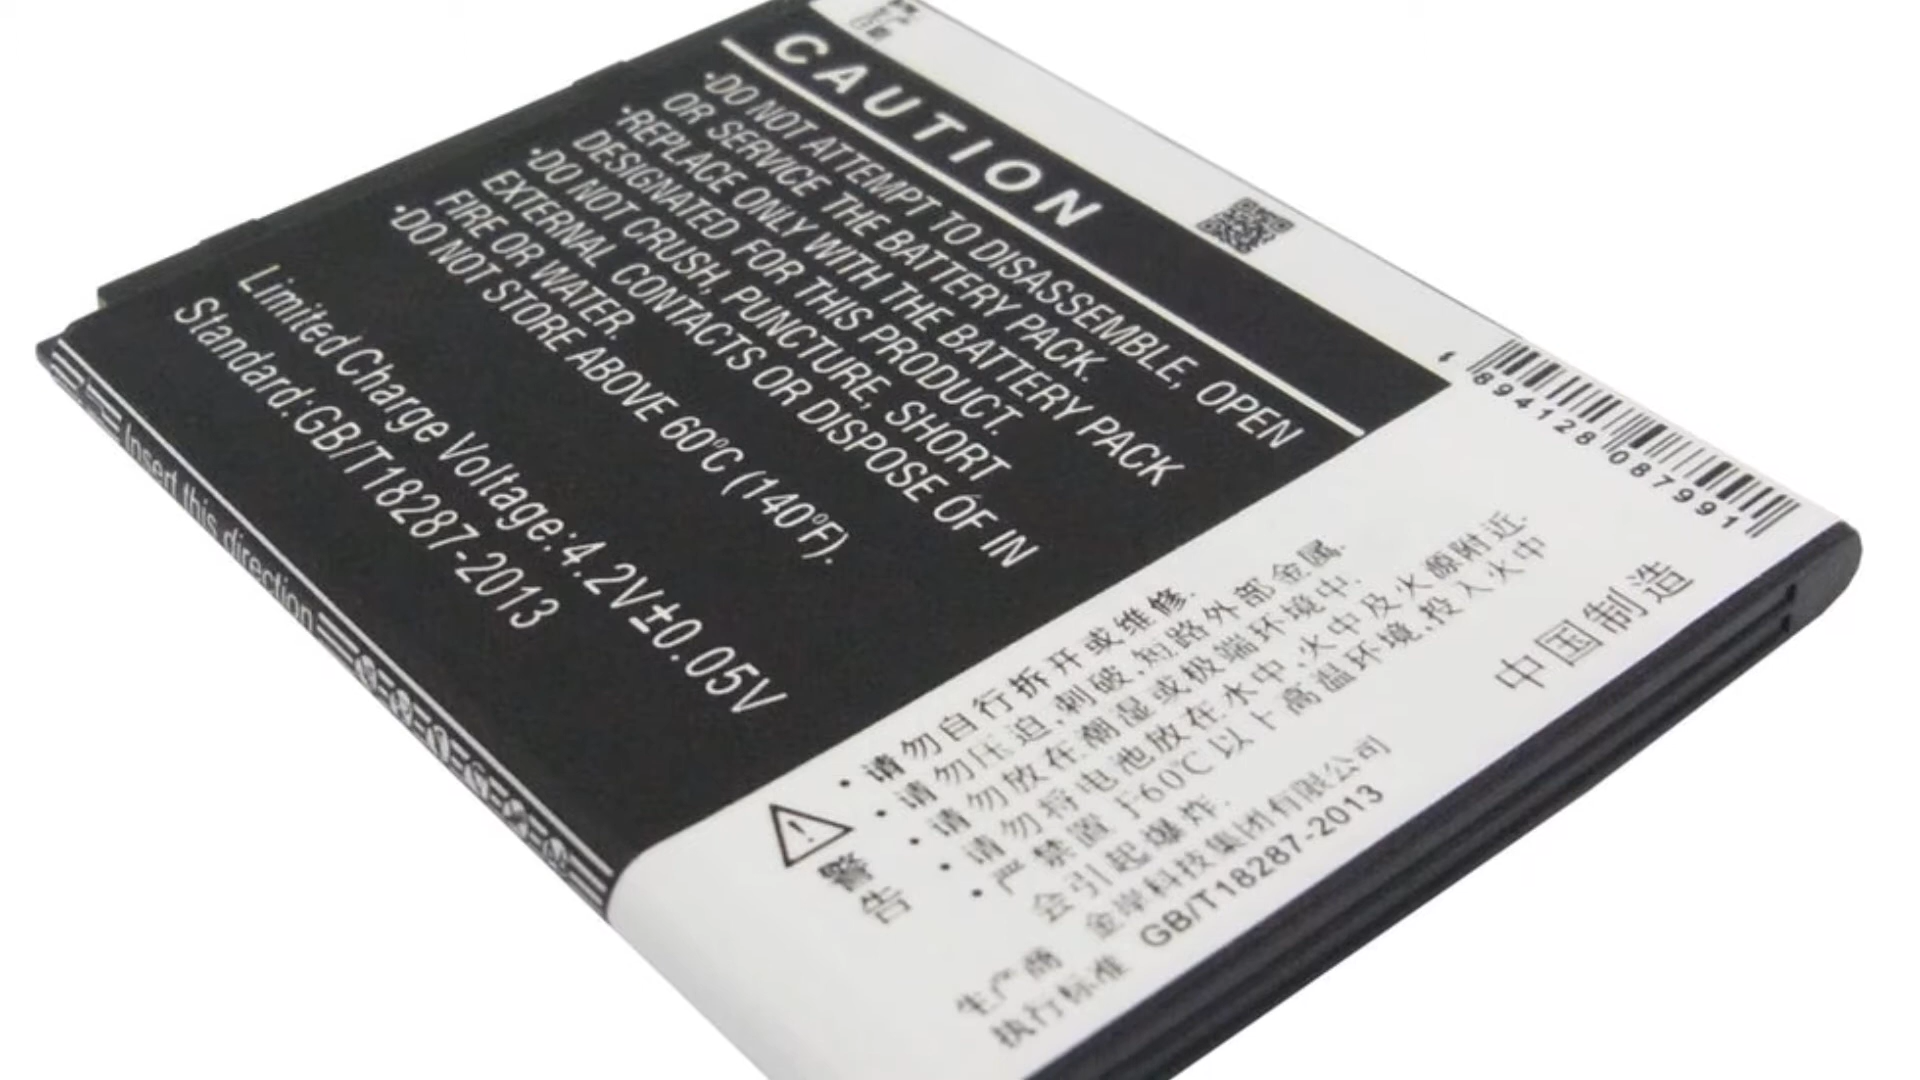 CAUTION
•DO NOT ATTEMPT TO DISASSEMBLE, OPEN
OR SERVICE THE BATTERY PACK.
•REPLACE ONLY WITH THE BATTERY PACK
DESIGNATED FOR THIS PRODUCT.
•DO NOT CRUSH, PUNCTURE, SHORT
EXTERNAL CONTACTS OR DISPOSE OF IN
FIRE OR WATER.
•DO NOT STORE ABOVE 60ºC (140ºF).
Limited Charge Voltage:4.2V±0.05V
Standard:GB/T18287-2013
Insert this direction
4 894128 087991
警告
·请勿自行拆开或维修.
·请勿压迫,刺破,短路外部金属.
·请勿放在潮湿或极端环境中.
·请勿将电池放在水中,火中及火源附近.
·严禁置于60℃以上高温环境,投入火中
会引起爆炸.
生产商 金岸科技集团有限公司
执行标准 GB/T18287-2013
中国制造